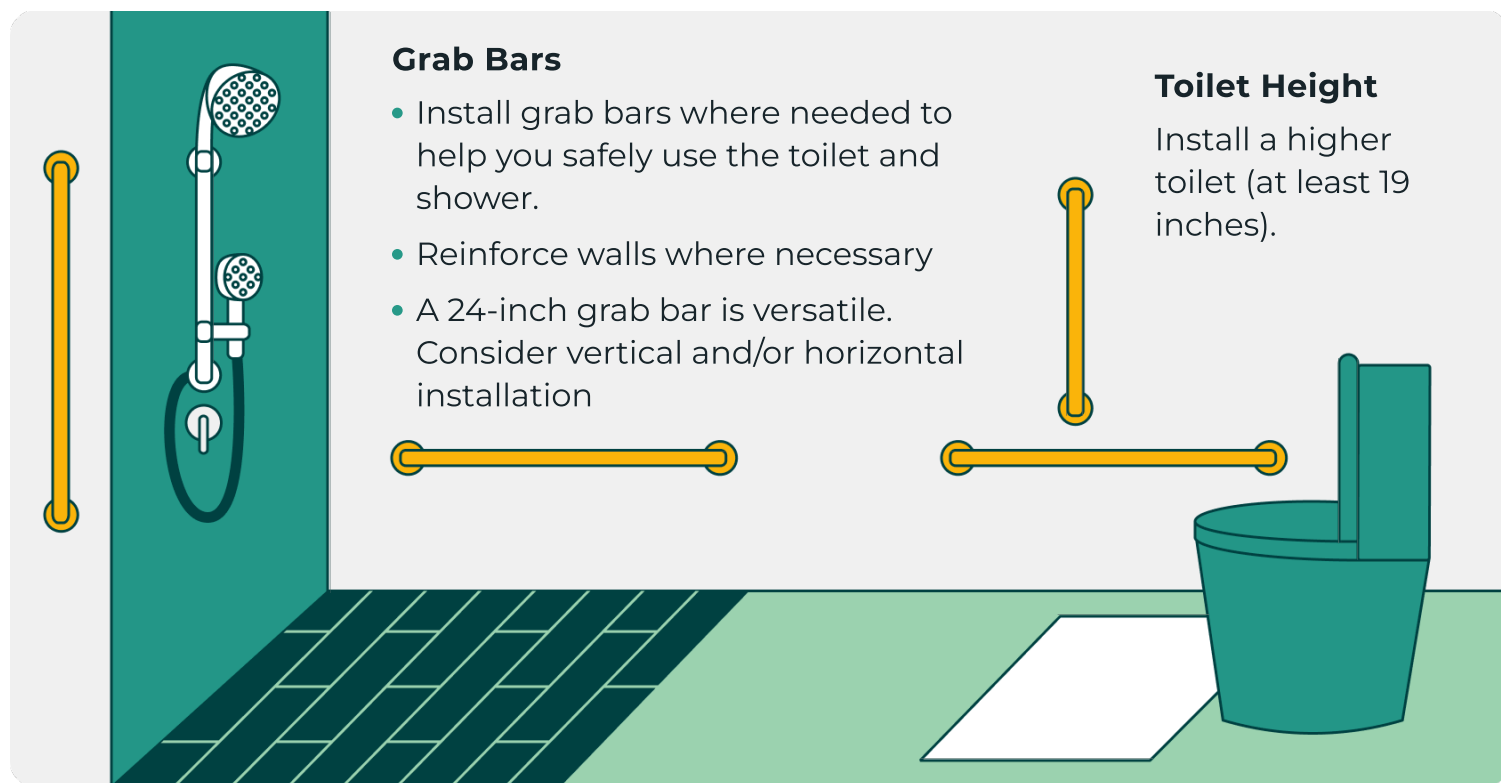 Grab Bars
• Install grab bars where needed to
help you safely use the toilet and
shower.
• Reinforce walls where necessary
• A 24-inch grab bar is versatile.
Consider vertical and/or horizontal
installation
Toilet Height
Install a higher
toilet (at least 19
inches).